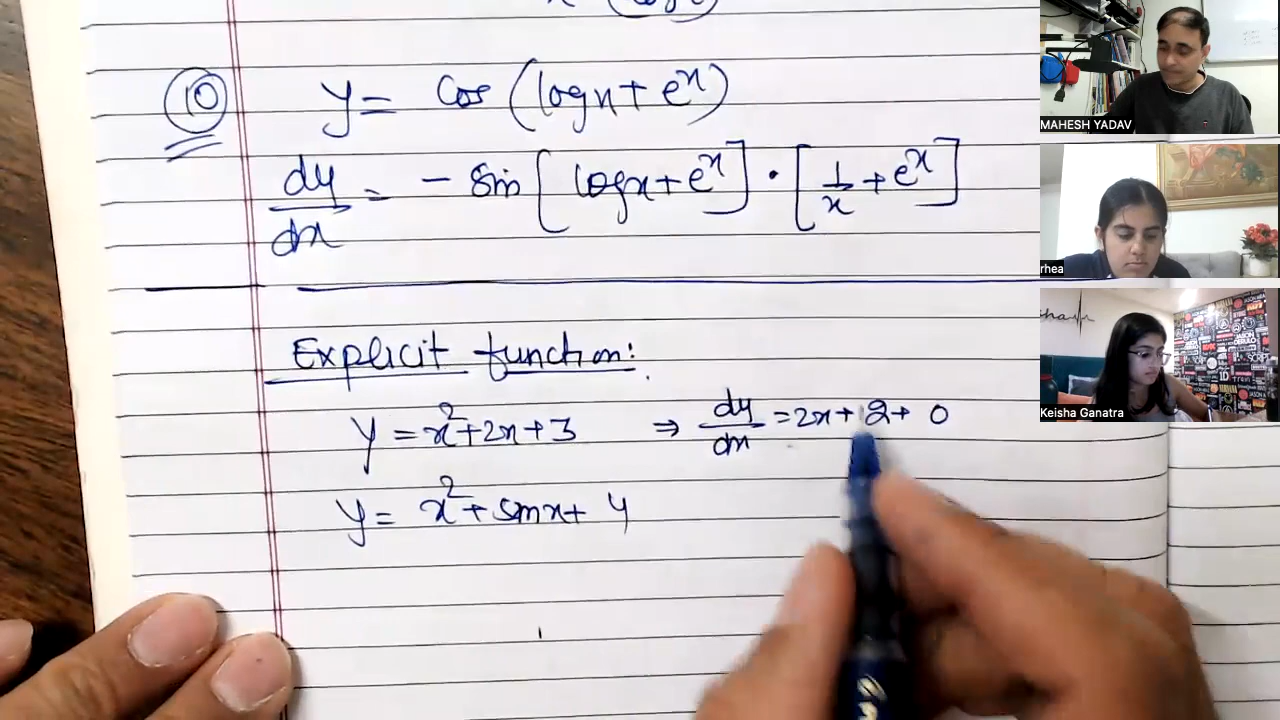 ⑩ y = cos (log x + eˣ)
dy/dx = - sin [log x + eˣ] · [1/x + eˣ]
Explicit function:
y = x² + 2x + 3 ⇒ dy/dx = 2x + 2 + 0
y = x² + sin x + 4
MAHESH YADAV
rhea
Keisha Ganatra